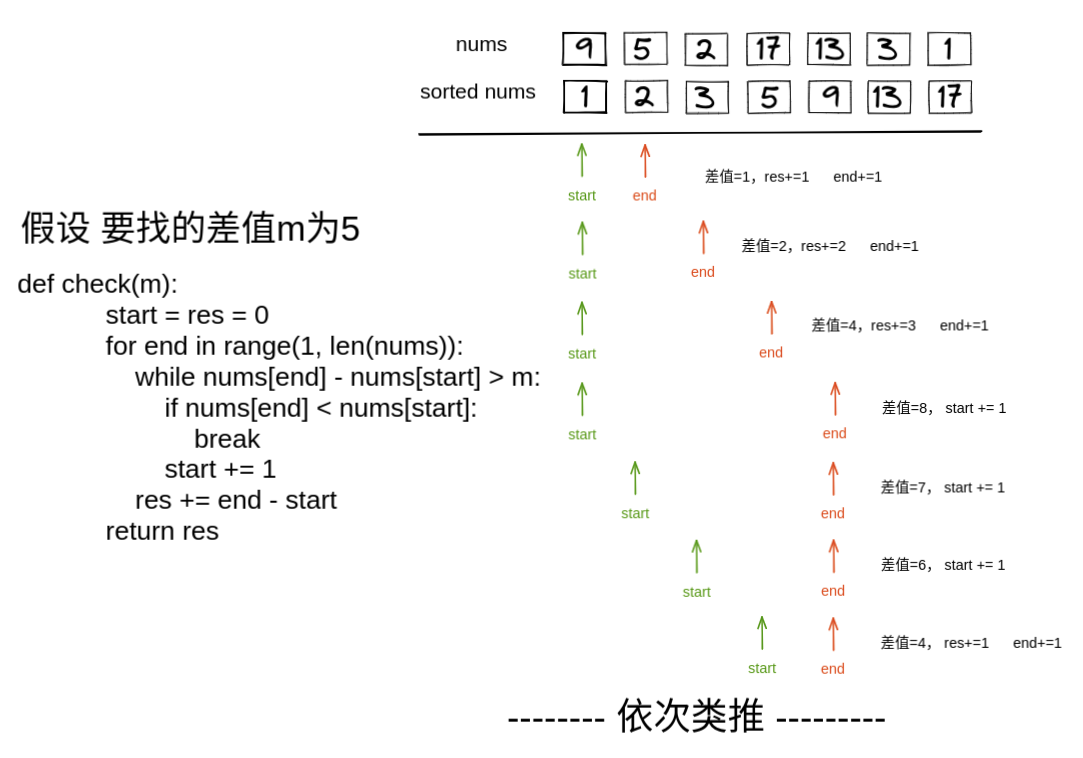 nums 9 5 2 17 13 3 1
sorted nums 1 2 3 5 9 13 17
start end 差值=1，res+=1 end+=1
start end 差值=2，res+=2 end+=1
start end 差值=4，res+=3 end+=1
start end 差值=8， start += 1
start end 差值=7， start += 1
start end 差值=6， start += 1
start end 差值=4， res+=1 end+=1
假设 要找的差值m为5
def check(m):
start = res = 0
for end in range(1, len(nums)):
while nums[end] - nums[start] > m:
if nums[end] < nums[start]:
break
start += 1
res += end - start
return res
-------- 依次类推 ---------